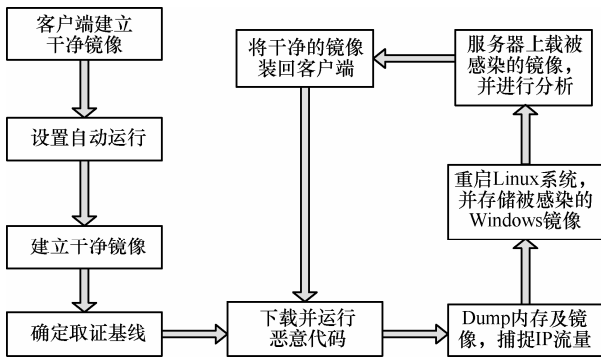 客户端建立
干净镜像
设置自动运行
建立干净镜像
确定取证基线
下载并运行
恶意代码
Dump内存及镜
像，捕捉IP流量
重启Linux系统，
并存储被感染的
Windows镜像
服务器上载被
感染的镜像，
并进行分析
将干净的镜像
装回客户端